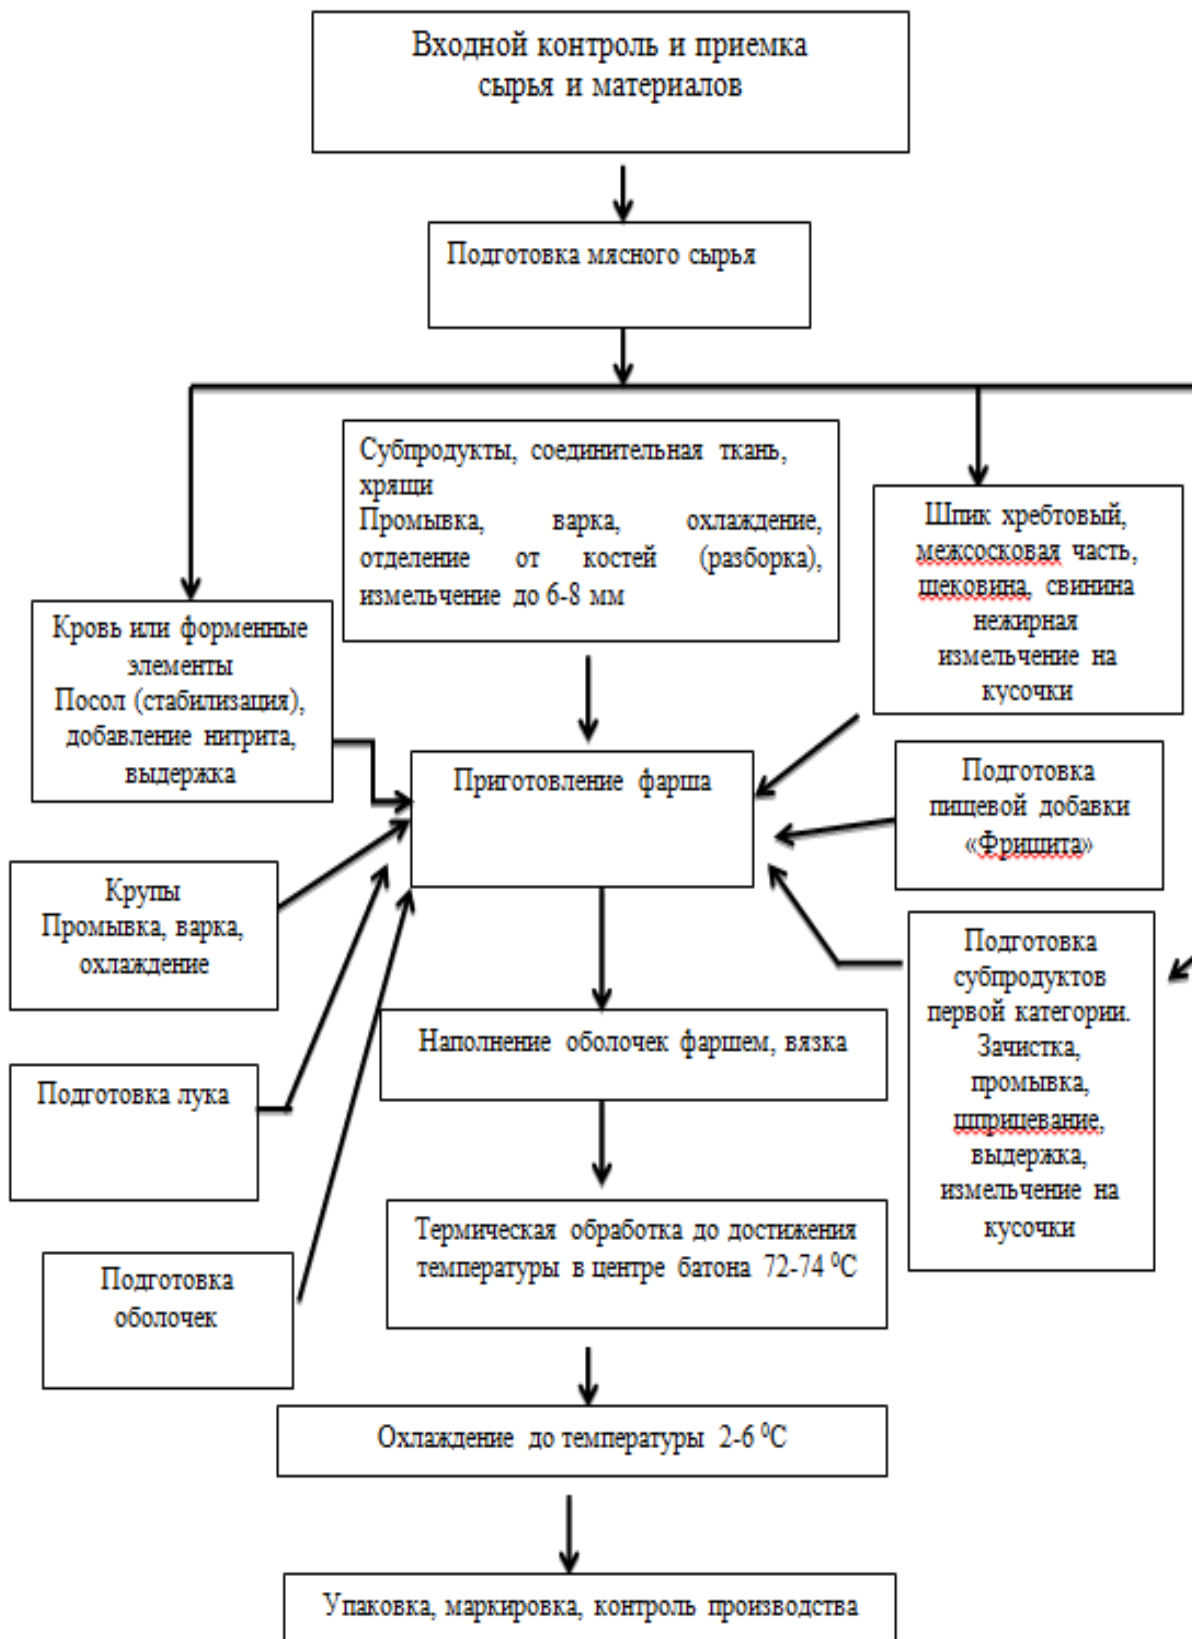 Входной контроль и приемка
сырья и материалов
Подготовка мясного сырья
Субпродукты, соединительная ткань,
хрящи
Промывка, варка, охлаждение,
отделение от костей (разборка),
измельчение до 6-8 мм
Шпик хребтовый,
межсосковая часть,
щековина, свинина
нежирная
измельчение на
кусочки
Кровь или форменные
элементы
Посол (стабилизация),
добавление нитрита,
выдержка
Приготовление фарша
Подготовка
пищевой добавки
«Фришита»
Крупы
Промывка, варка,
охлаждение
Подготовка
субпродуктов
первой категории.
Зачистка,
промывка,
шприцевание,
выдержка,
измельчение на
кусочки
Наполнение оболочек фаршем, вязка
Подготовка лука
Термическая обработка до достижения
температуры в центре батона 72-74 ⁰С
Подготовка
оболочек
Охлаждение до температуры 2-6 ⁰С
Упаковка, маркировка, контроль производства